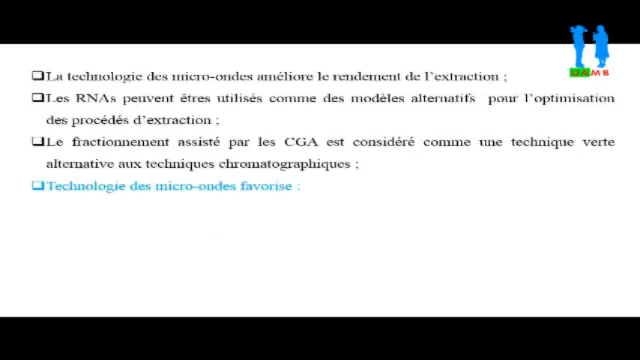 La technologie des micro-ondes améliore le rendement de l'extraction ;
Les RNAs peuvent êtres utilisés comme des modèles alternatifs pour l'optimisation
des procédés d'extraction ;
Le fractionnement assisté par les CGA est considéré comme une technique verte
alternative aux techniques chromatographiques ;
Technologie des micro-ondes favorise :
UAMB